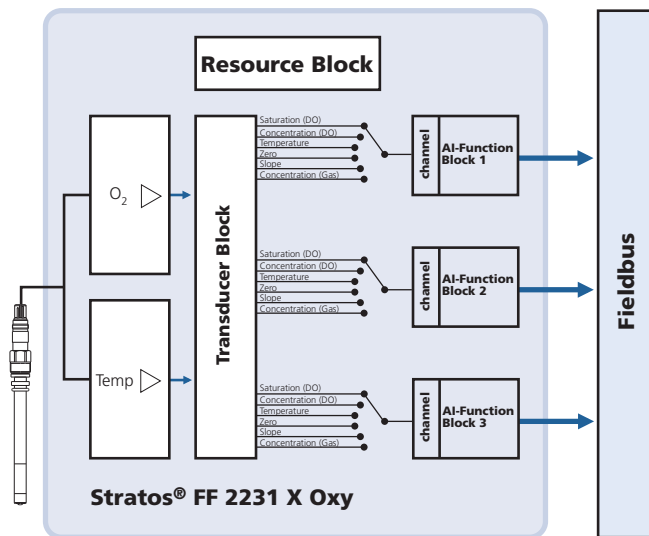 Resource Block
O2
Temp
Transducer Block
Saturation (DO)
Concentration (DO)
Temperature
Zero
Slope
Concentration (Gas)
channel
AI-Function
Block 1
Saturation (DO)
Concentration (DO)
Temperature
Zero
Slope
Concentration (Gas)
channel
AI-Function
Block 2
Saturation (DO)
Concentration (DO)
Temperature
Zero
Slope
Concentration (Gas)
channel
AI-Function
Block 3
Fieldbus
Stratos® FF 2231 X Oxy